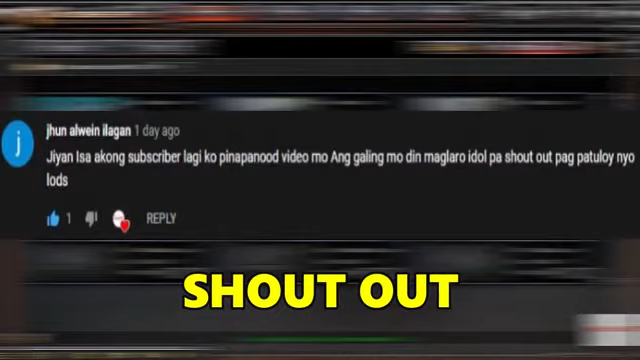 jhun alwein ilagan 1 day ago
Jiyan Isa akong subscriber lagi ko pinapanood video mo Ang galing mo din maglaro idol pa shout out pag patuloy nyo
lods
1 REPLY
SHOUT OUT